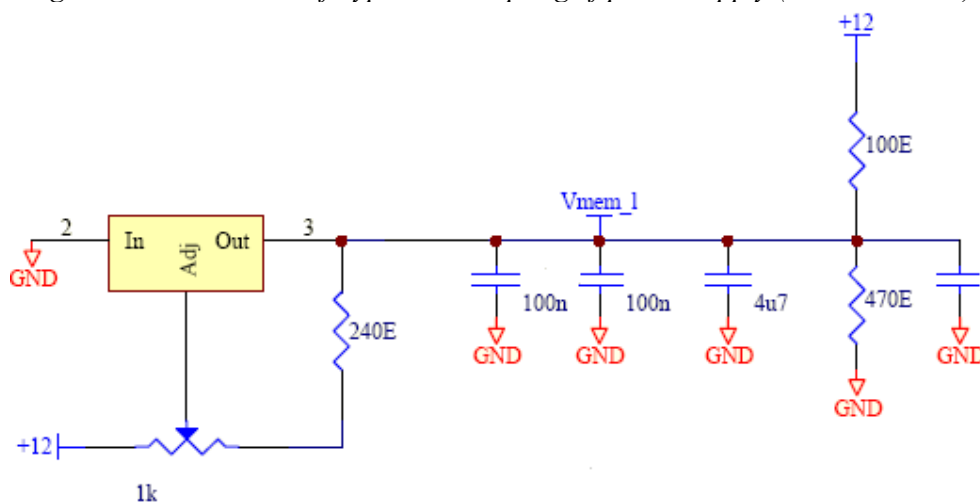 +12
100E
Vmem_1
2 In Adj Out 3
GND
240E
100n 100n 4u7 470E
GND GND GND GND
GND
+12
1k